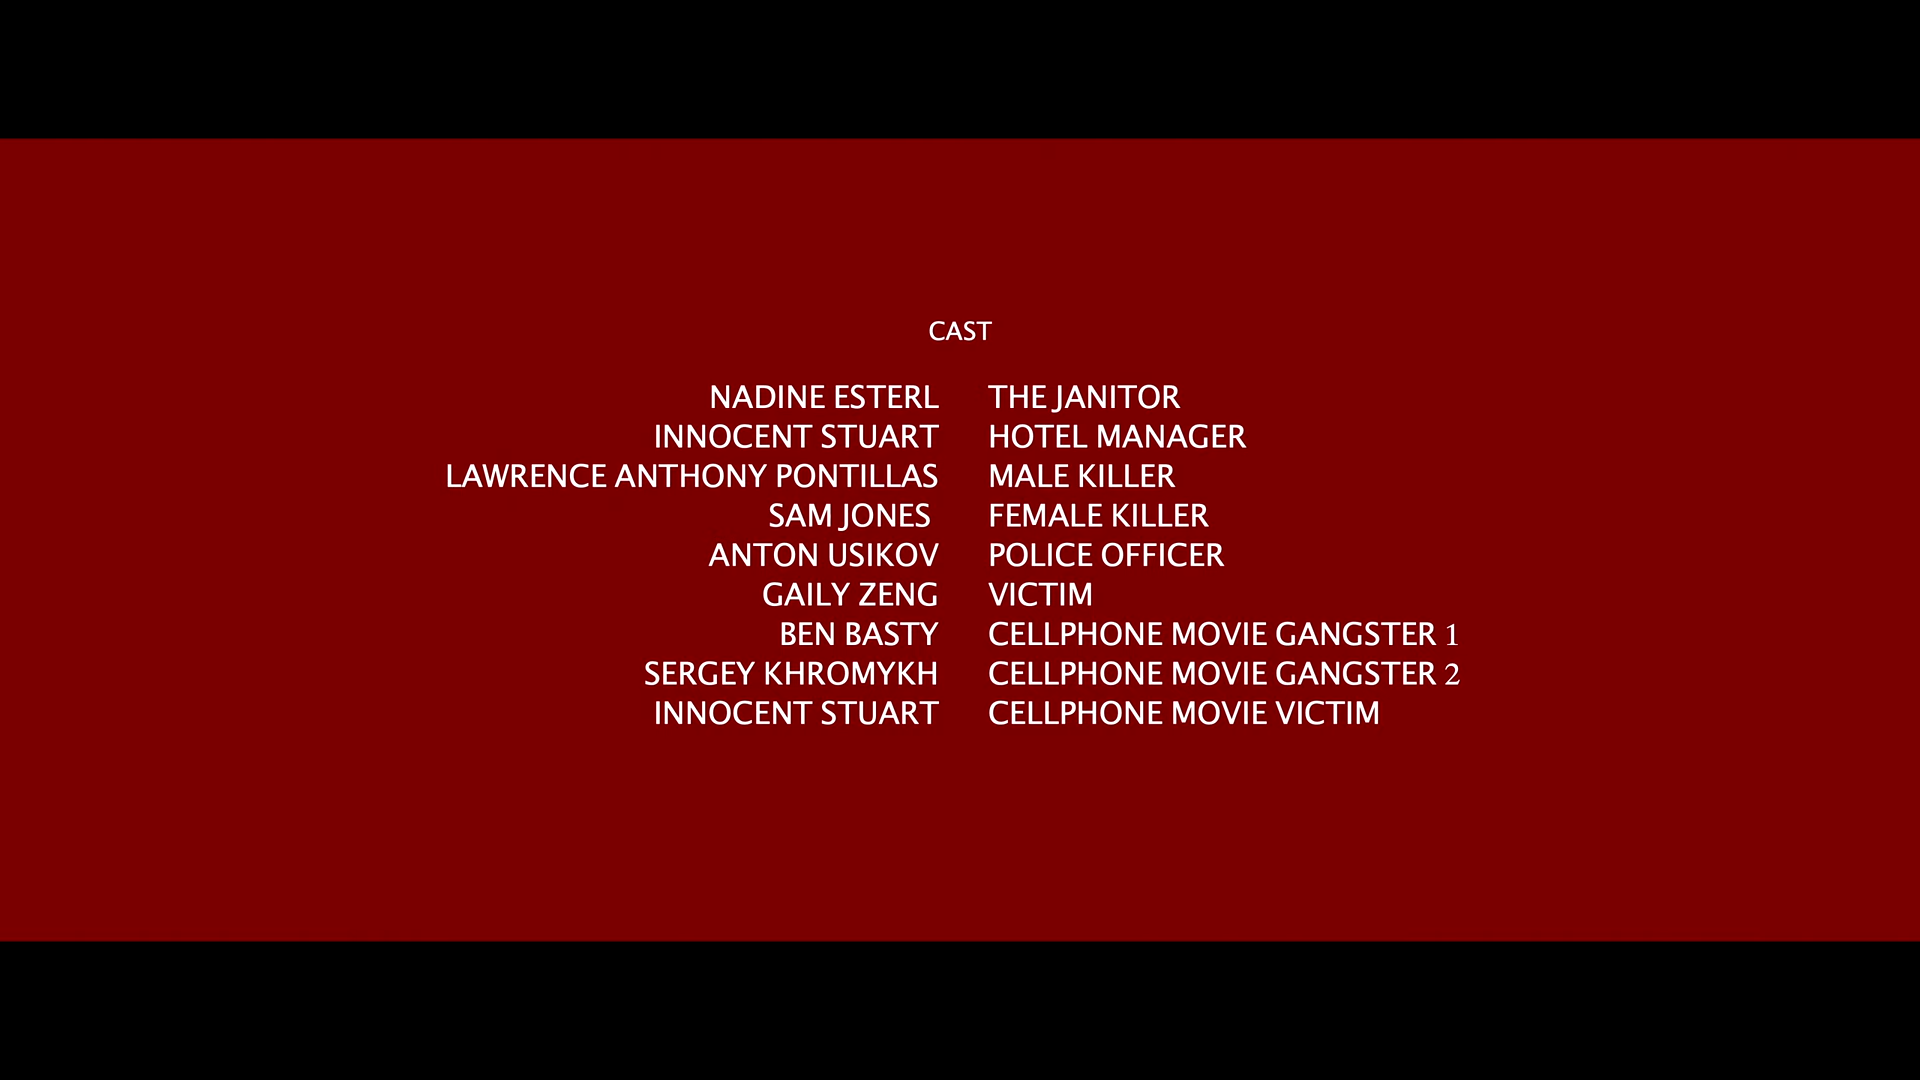 CAST
NADINE ESTERL THE JANITOR
INNOCENT STUART HOTEL MANAGER
LAWRENCE ANTHONY PONTILLAS MALE KILLER
SAM JONES FEMALE KILLER
ANTON USIKOV POLICE OFFICER
GAILY ZENG VICTIM
BEN BASTY CELLPHONE MOVIE GANGSTER 1
SERGEY KHROMYKH CELLPHONE MOVIE GANGSTER 2
INNOCENT STUART CELLPHONE MOVIE VICTIM